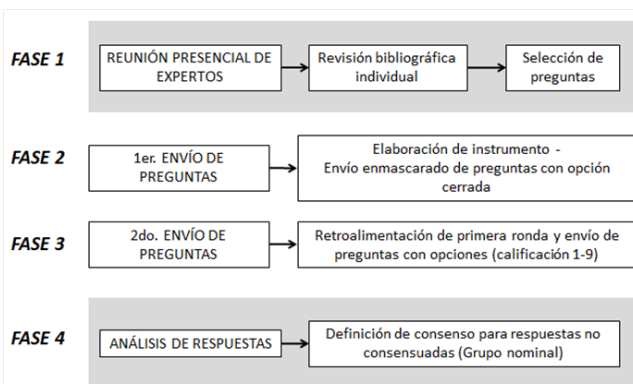 FASE 1
REUNIÓN PRESENCIAL DE
EXPERTOS
Revisión bibliográfica
individual
Selección de
preguntas
FASE 2
1er. ENVÍO DE
PREGUNTAS
Elaboración de instrumento -
Envío enmascarado de preguntas con opción
cerrada
FASE 3
2do. ENVÍO DE
PREGUNTAS
Retroalimentación de primera ronda y envío de
preguntas con opciones (calificación 1-9)
FASE 4
ANÁLISIS DE RESPUESTAS
Definición de consenso para respuestas no
consensuadas (Grupo nominal)